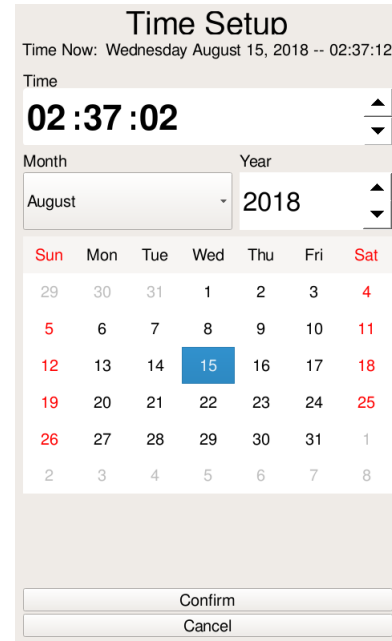 Time Setup
Time Now: Wednesday August 15, 2018 -- 02:37:12
Time
02:37:02
Month Year
August 2018
Sun Mon Tue Wed Thu Fri Sat
29 30 31 1 2 3 4
5 6 7 8 9 10 11
12 13 14 15 16 17 18
19 20 21 22 23 24 25
26 27 28 29 30 31 1
2 3 4 5 6 7 8
Confirm
Cancel